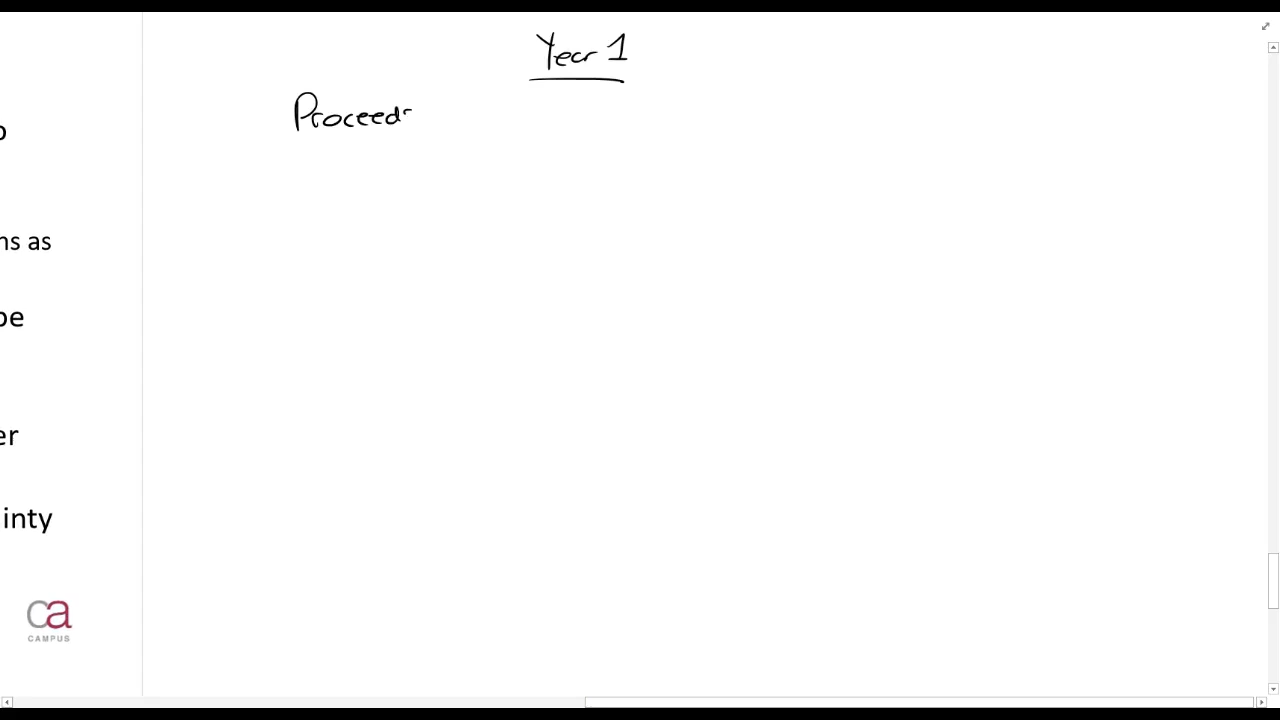 Year 1
Proceeds
o
ns as
be
er
inty
ca
CAMPUS